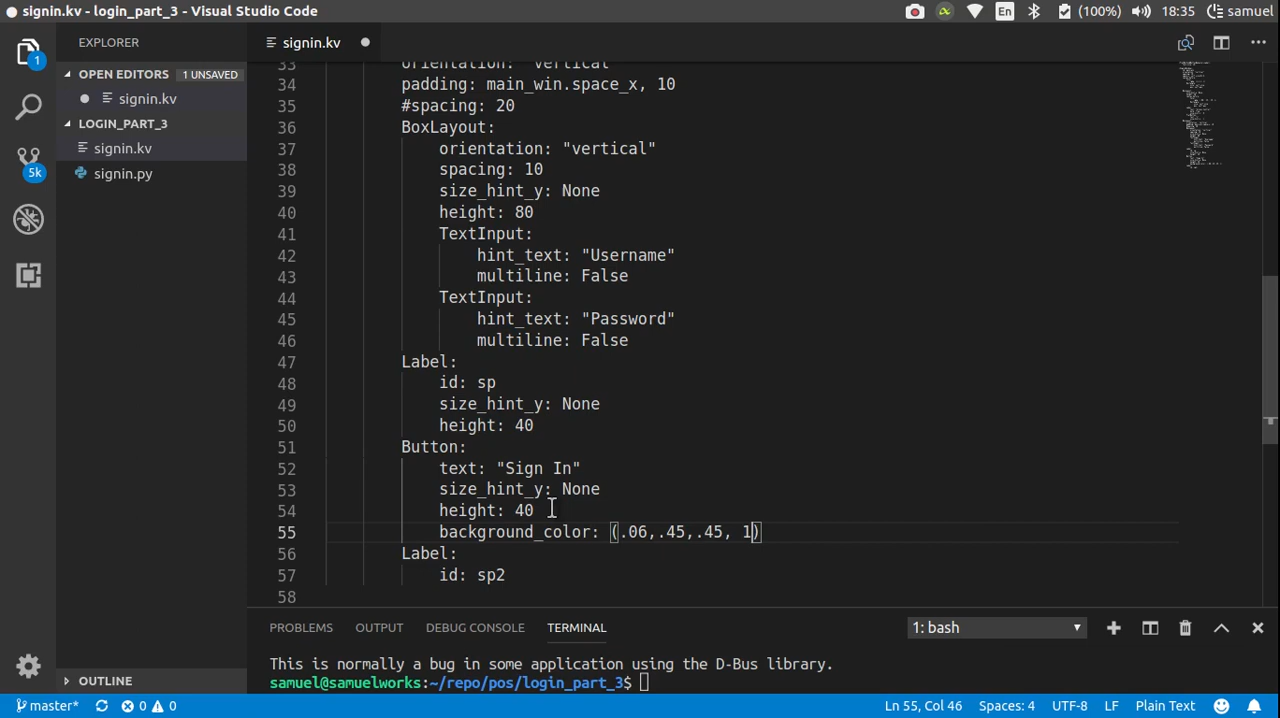 signin.kv - login_part_3 - Visual Studio Code
En
(100%)
18:35
samuel
EXPLORER
signin.kv
1
OPEN EDITORS
1 UNSAVED
signin.kv
LOGIN_PART_3
signin.kv
signin.py
5k
33 orientation: "vertical"
34 padding: main_win.space_x, 10
35 #spacing: 20
36 BoxLayout:
37 orientation: "vertical"
38 spacing: 10
39 size_hint_y: None
40 height: 80
41 TextInput:
42 hint_text: "Username"
43 multiline: False
44 TextInput:
45 hint_text: "Password"
46 multiline: False
47 Label:
48 id: sp
49 size_hint_y: None
50 height: 40
51 Button:
52 text: "Sign In"
53 size_hint_y: None
54 height: 40
55 background_color: (.06,.45,.45, 1)
56 Label:
57 id: sp2
58
PROBLEMS OUTPUT DEBUG CONSOLE TERMINAL
1: bash
This is normally a bug in some application using the D-Bus library.
samuel@samuelworks:~/repo/pos/login_part_3$
OUTLINE
master*
0
0
Ln 55, Col 46
Spaces: 4
UTF-8
LF
Plain Text